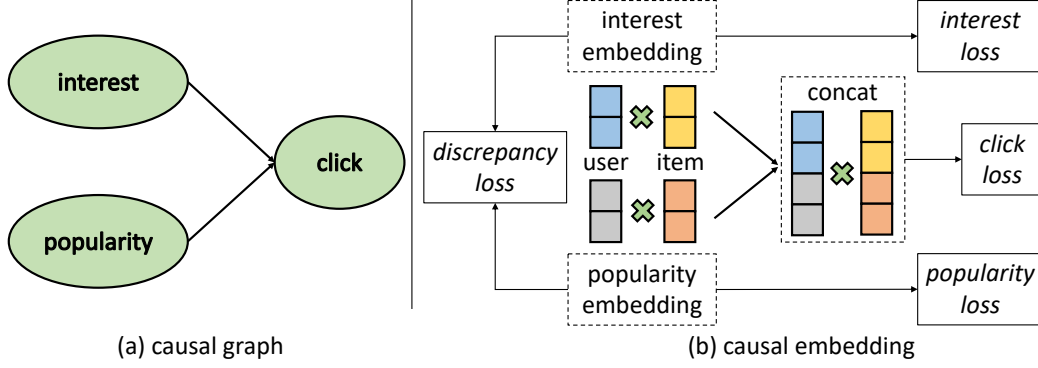 interest
popularity
click
(a) causal graph
interest
embedding
interest
loss
discrepancy
loss
user
item
concat
click
loss
popularity
embedding
popularity
loss
(b) causal embedding